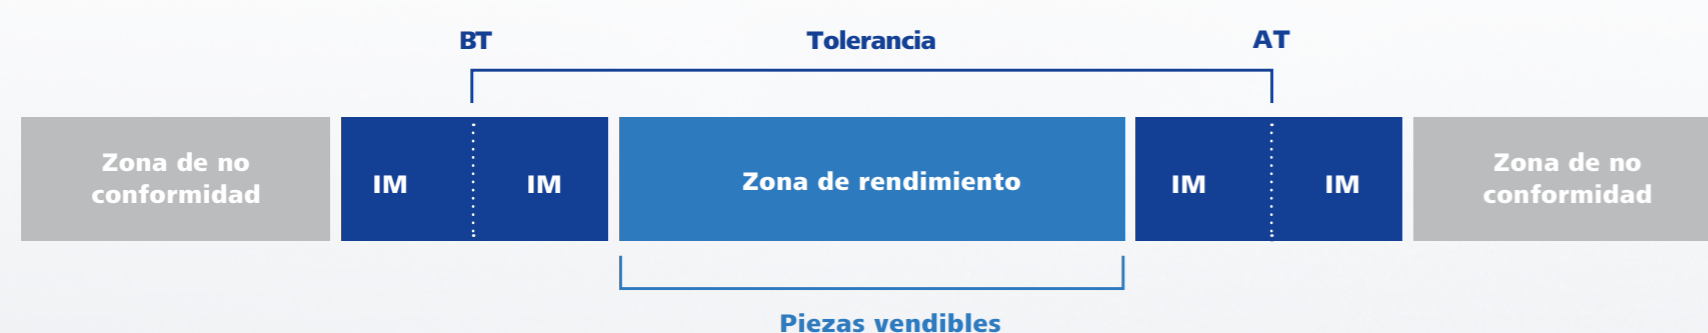 BT
Tolerancia
AT
Zona de no
conformidad
IM
IM
Zona de rendimiento
IM
IM
Zona de no
conformidad
Piezas vendibles